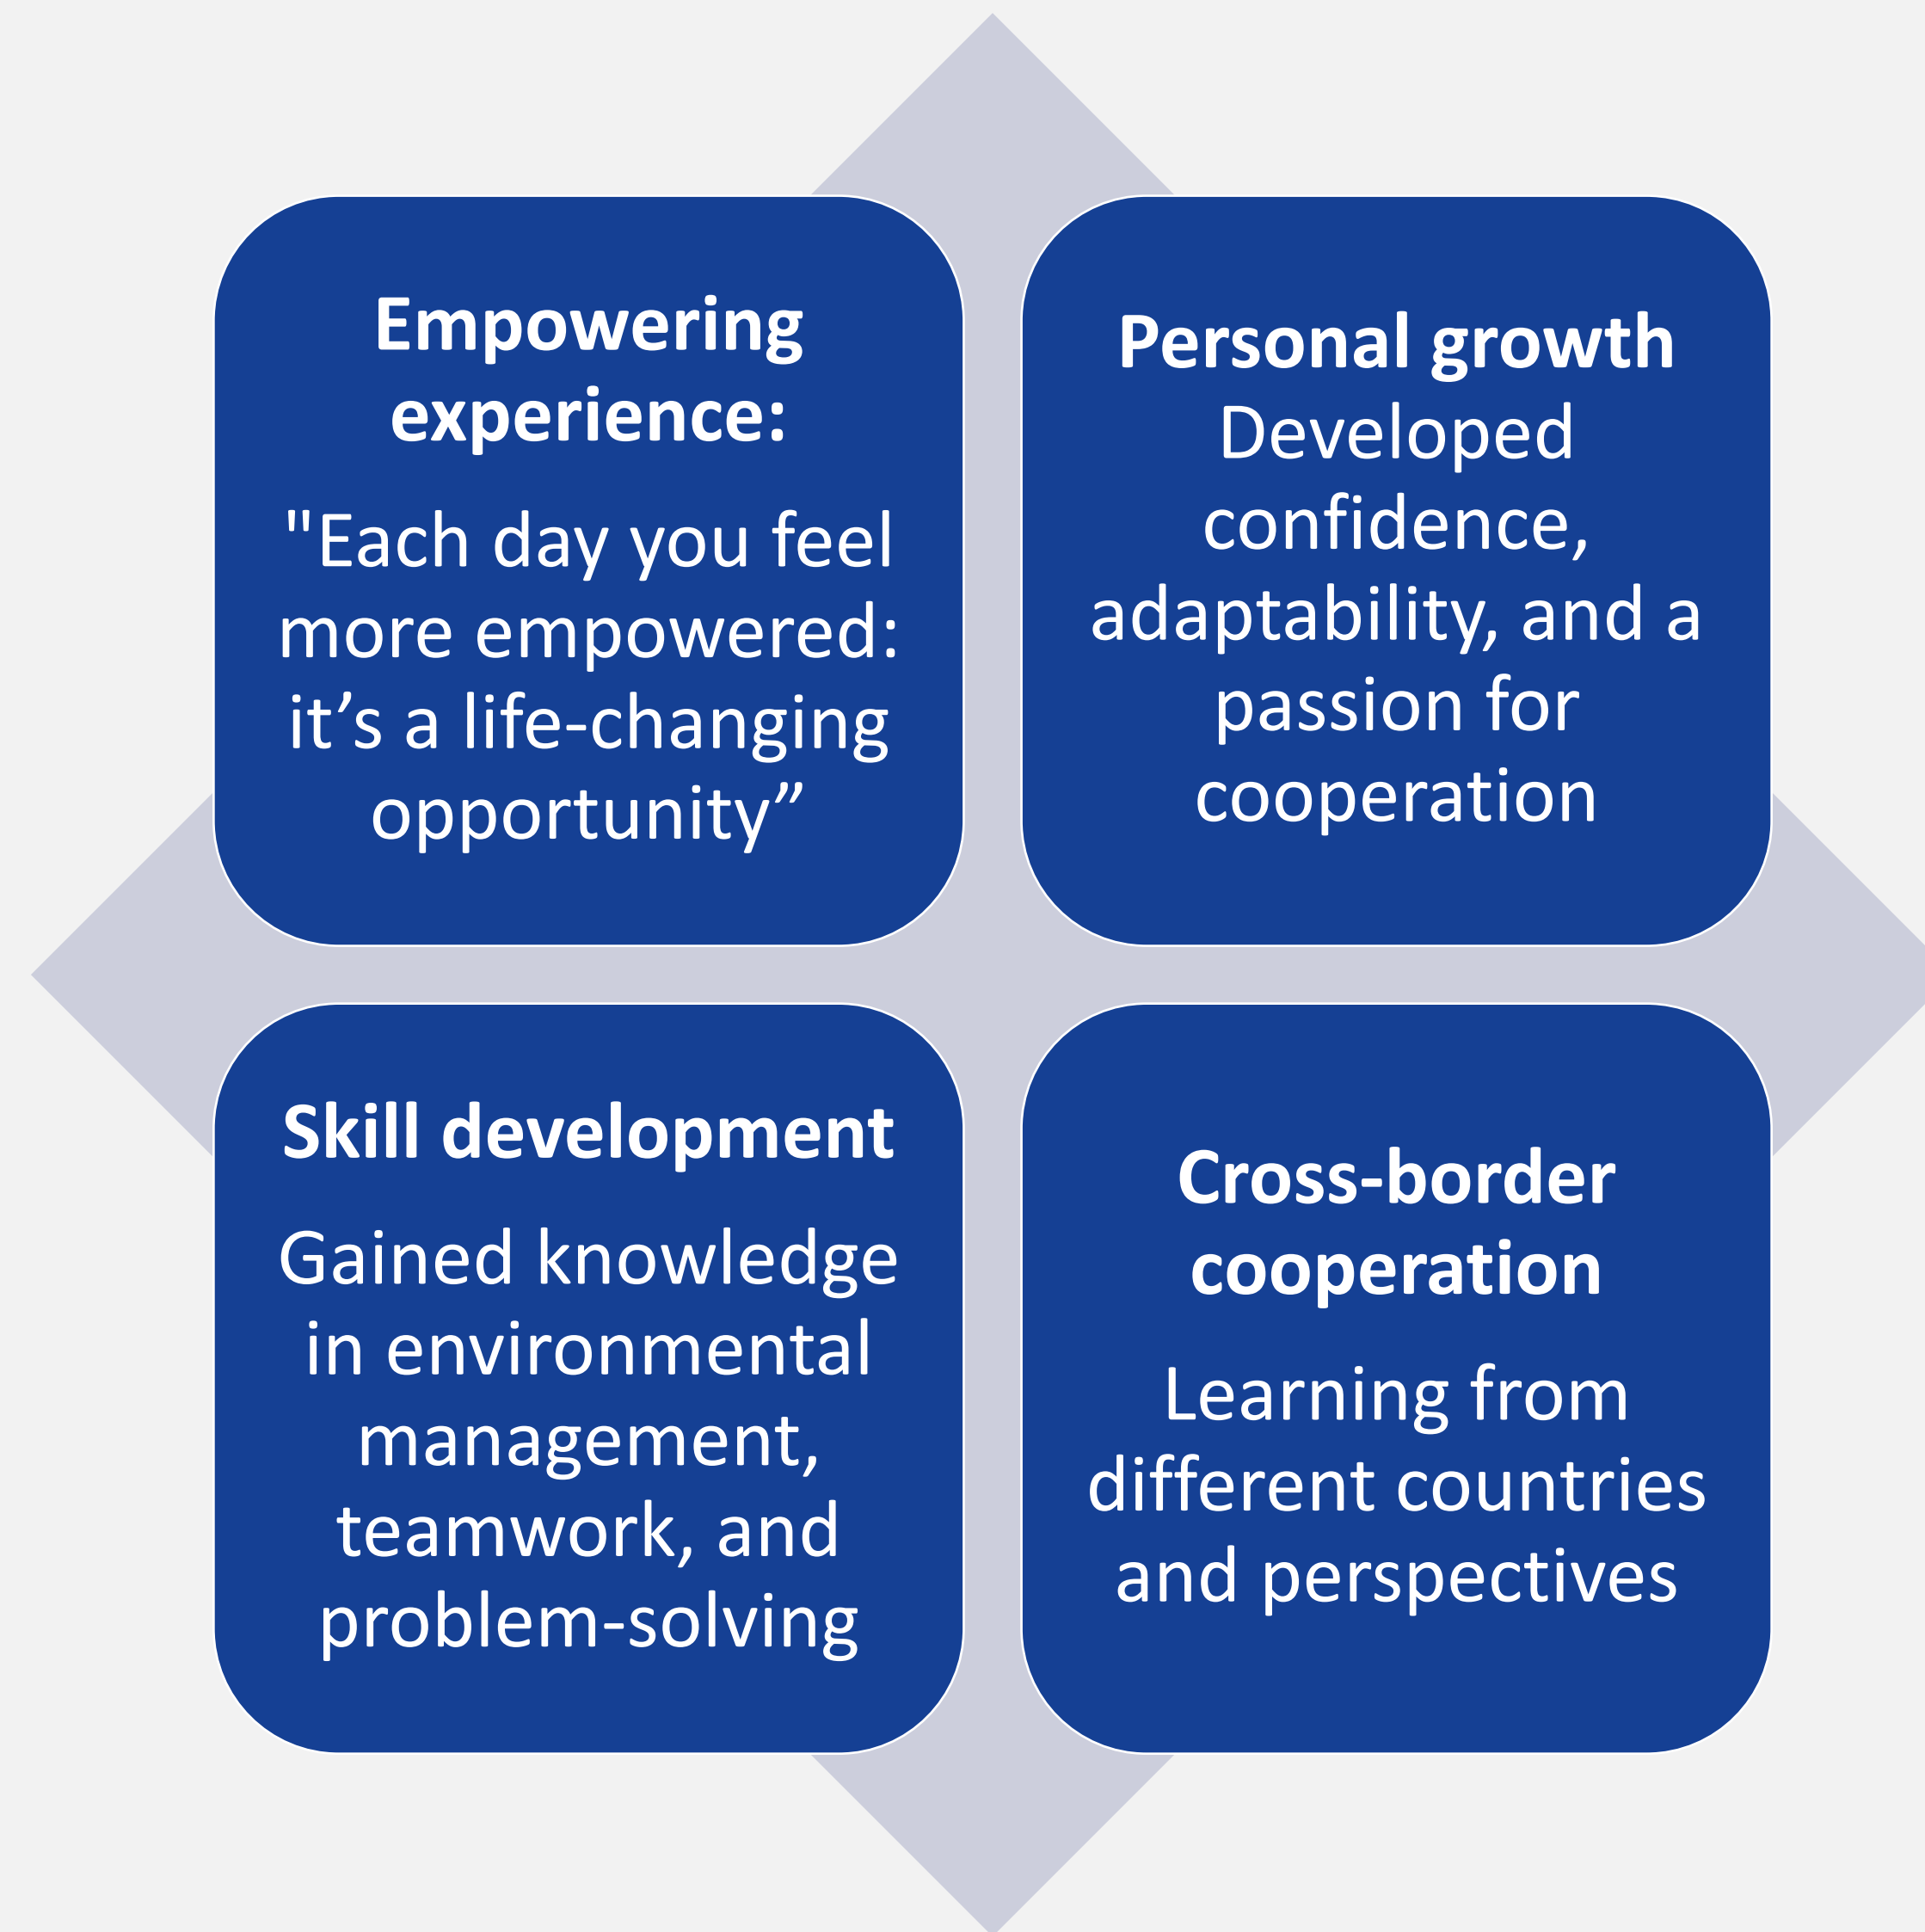 Empowering
experience:
"Each day you feel
more empowered:
it’s a life-changing
opportunity”
Personal growth
Developed
confidence,
adaptability, and a
passion for
cooperation
Skill development
Gained knowledge
in environmental
management,
teamwork, and
problem-solving
Cross-border
cooperation
Learning from
different countries
and perspectives